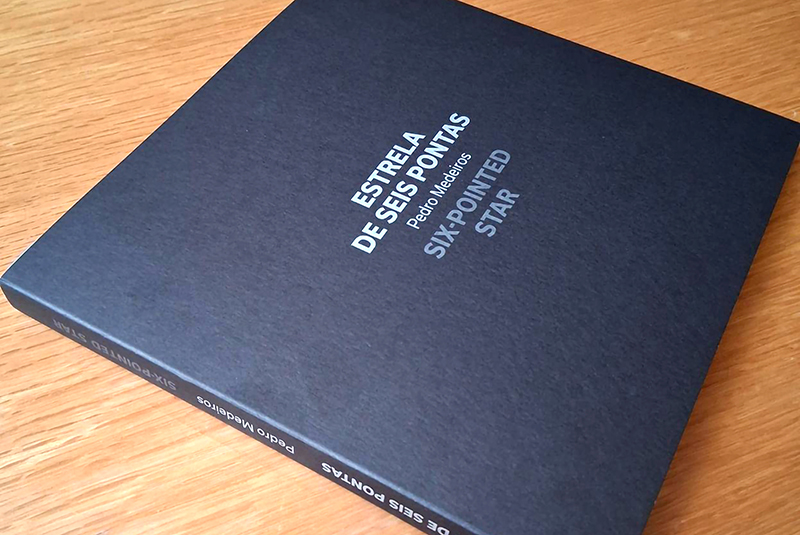 ESTRELA
DE SEIS PONTAS
Pedro Medeiros
SIX-POINTED
STAR
DE SEIS PONTAS
Pedro Medeiros
SIX-POINTED STAR